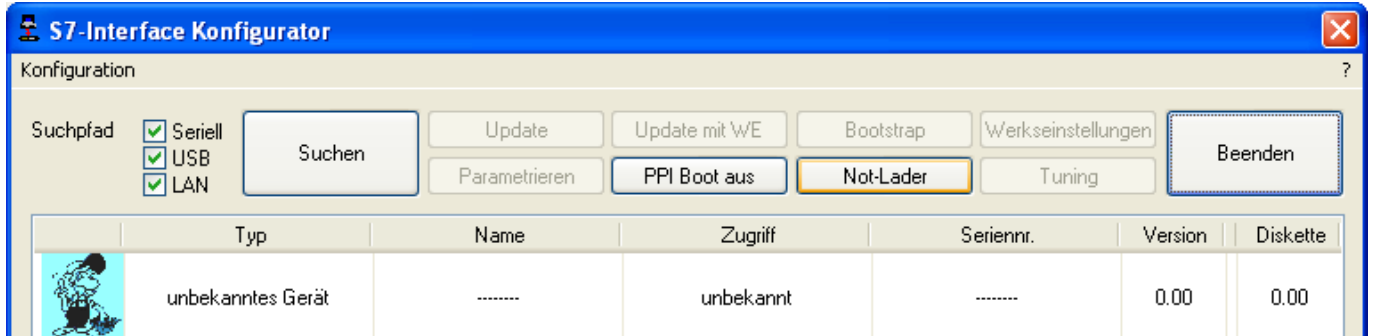 S7-Interface Konfigurator
Konfiguration ?
Suchpfad Seriell Suchen Update Update mit WE Bootstrap Werkseinstellungen Beenden
USB
LAN Parametrieren PPI Boot aus Not-Lader Tuning
Typ Name Zugriff Seriennr. Version Diskette
unbekanntes Gerät -------- unbekannt -------- 0.00 0.00